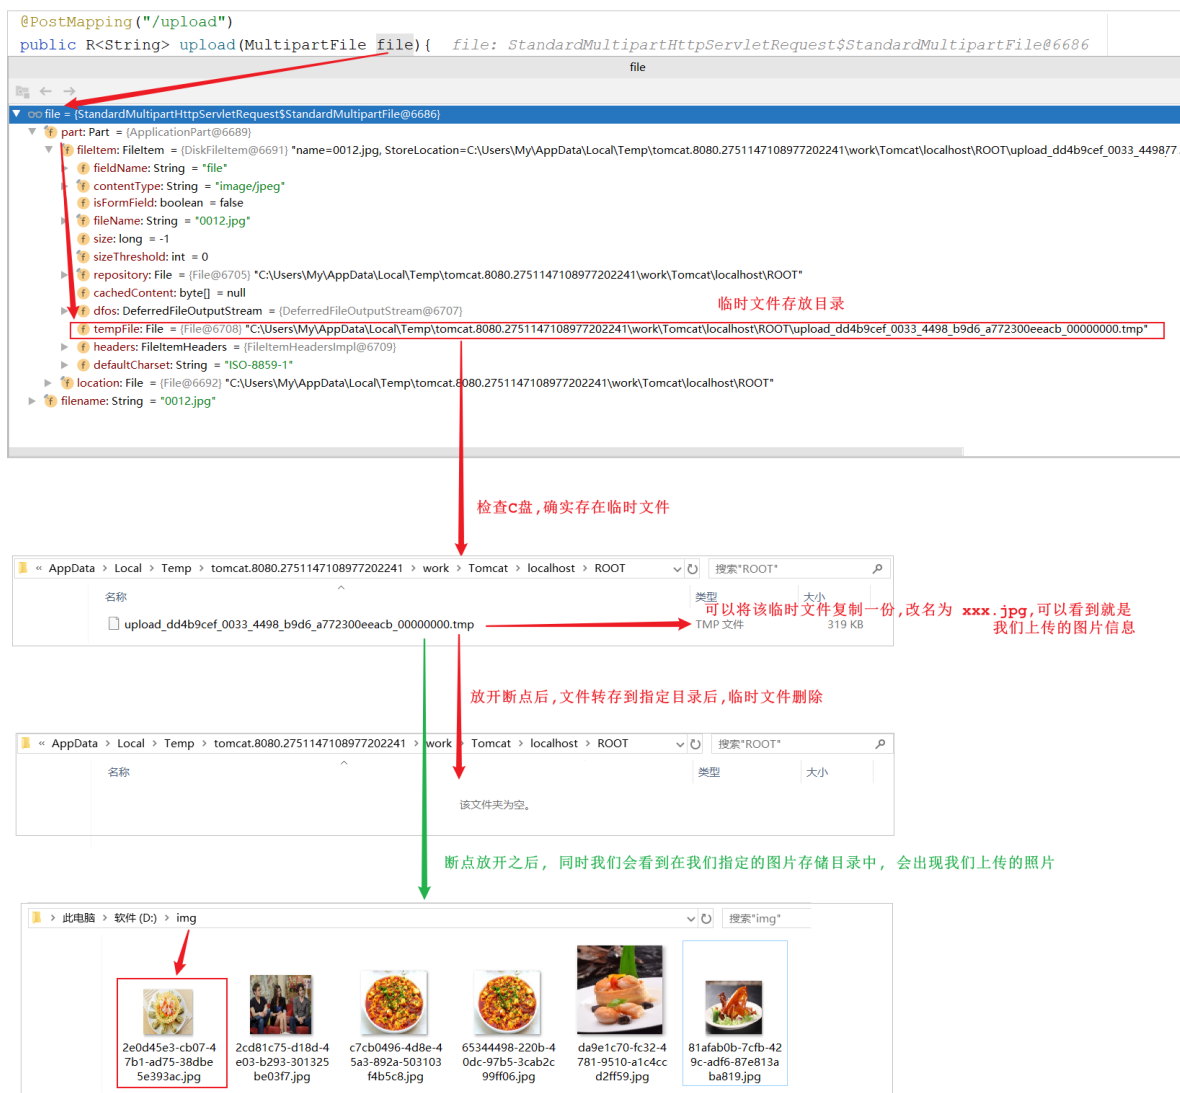 @PostMapping("/upload")
public R<String> upload(MultipartFile file){  file: StandardMultipartHttpServletRequest$StandardMultipartFile@6686
file
file = {StandardMultipartHttpServletRequest$StandardMultipartFile@6686}
part: Part = {ApplicationPart@6689}
fileItem: FileItem = {DiskFileItem@6691} "name=0012.jpg, StoreLocation=C:\Users\My\AppData\Local\Temp\tomcat.8080.2751147108977202241\work\Tomcat\localhost\ROOT\upload_dd4b9cef_0033_4498
fieldName: String = "file"
contentType: String = "image/jpeg"
isFormField: boolean = false
fileName: String = "0012.jpg"
size: long = -1
sizeThreshold: int = 0
repository: File = {File@6705} "C:\Users\My\AppData\Local\Temp\tomcat.8080.2751147108977202241\work\Tomcat\localhost\ROOT"
cachedContent: byte[] = null
dfos: DeferredFileOutputStream = {DeferredFileOutputStream@6707}
临时文件存放目录
tempFile: File = {File@6708} "C:\Users\My\AppData\Local\Temp\tomcat.8080.2751147108977202241\work\Tomcat\localhost\ROOT\upload_dd4b9cef_0033_4498_b9d6_a772300eeacb_00000000.tmp"
headers: FileItemHeaders = {FileItemHeadersImpl@6709}
defaultCharset: String = "ISO-8859-1"
location: File = {File@6692} "C:\Users\My\AppData\Local\Temp\tomcat.8080.2751147108977202241\work\Tomcat\localhost\ROOT"
filename: String = "0012.jpg"
检查C盘,确实存在临时文件
« AppData > Local > Temp > tomcat.8080.2751147108977202241 > work > Tomcat > localhost > ROOT 搜索"ROOT"
名称 类型 大小
可以将该临时文件复制一份,改名为 xxx.jpg,可以看到就是
我们上传的图片信息
upload_dd4b9cef_0033_4498_b9d6_a772300eeacb_00000000.tmp TMP 文件 319 KB
放开断点后,文件转存到指定目录后,临时文件删除
« AppData > Local > Temp > tomcat.8080.2751147108977202241 > work > Tomcat > localhost > ROOT 搜索"ROOT"
名称 类型 大小
该文件夹为空。
断点放开之后, 同时我们会看到在我们指定的图片存储目录中, 会出现我们上传的照片
> 此电脑 > 软件 (D:) > img 搜索"img"
2e0d45e3-cb07-4
7b1-ad75-38dbe
5e393ac.jpg
2cd81c75-d18d-4
e03-b293-301325
be03f7.jpg
c7cb0496-4d8e-4
5a3-892a-503103
f4b5c8.jpg
65344498-220b-4
0dc-97b5-3cab2c
99ff06.jpg
da9e1c70-fc32-4
781-9510-a1c4cc
d2ff59.jpg
81afab0b-7cfb-42
9c-adf6-87e813a
ba819.jpg